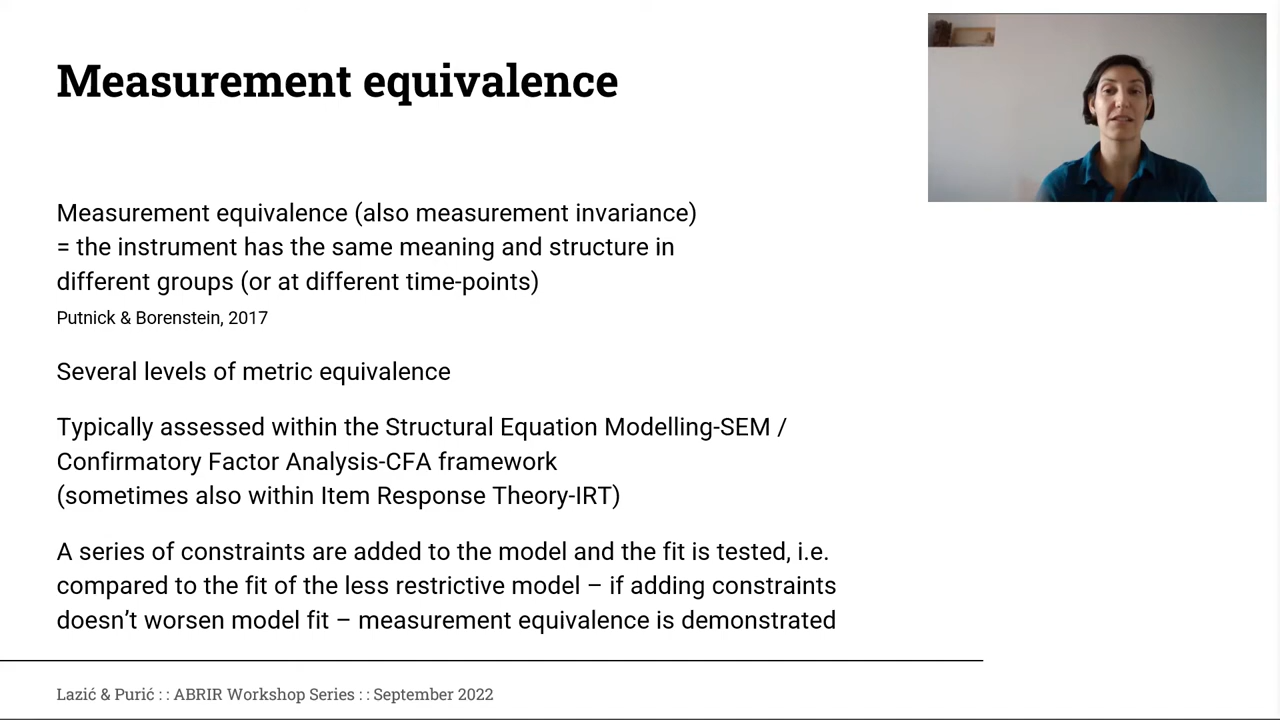 Measurement equivalence
Measurement equivalence (also measurement invariance)
= the instrument has the same meaning and structure in
different groups (or at different time-points)
Putnick & Borenstein, 2017
Several levels of metric equivalence
Typically assessed within the Structural Equation Modelling-SEM /
Confirmatory Factor Analysis-CFA framework
(sometimes also within Item Response Theory-IRT)
A series of constraints are added to the model and the fit is tested, i.e.
compared to the fit of the less restrictive model – if adding constraints
doesn’t worsen model fit – measurement equivalence is demonstrated
Lazić & Purić : : ABRIR Workshop Series : : September 2022